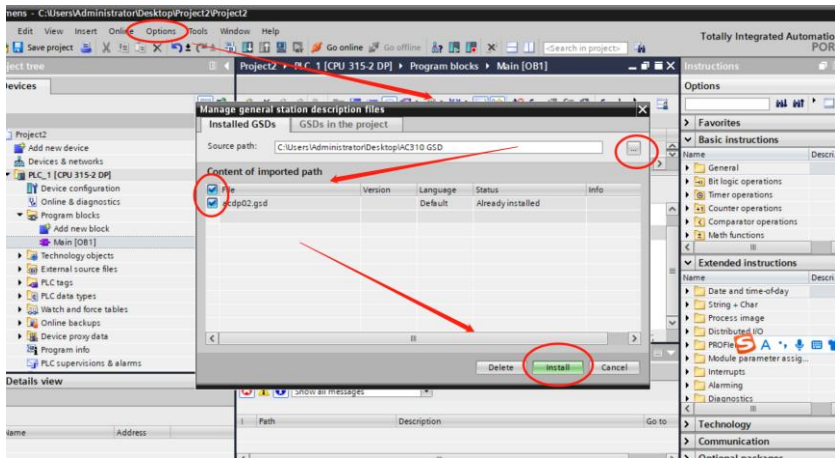 mens - C:\Users\Administrator\Desktop\Project2\Project2
Edit View Insert Online Options Tools Window Help
Totally Integrated Automatio
POR
Save project
Go online
Go offline
<Search in project>
ject tree
Project2 ▸ PLC_1 [CPU 315-2 DP] ▸ Program blocks ▸ Main [OB1]
Instructions
Devices
Options
Manage general station description files
Installed GSDs
GSDs in the project
Source path: C:\Users\Administrator\Desktop\AC310 GSD
Content of imported path
File Version Language Status Info
acdp02.gsd Default Already installed
Delete Install Cancel
Project2
Add new device
Devices & networks
PLC_1 [CPU 315-2 DP]
Device configuration
Online & diagnostics
Program blocks
Add new block
Main [OB1]
Technology objects
External source files
PLC tags
PLC data types
Watch and force tables
Online backups
Device proxy data
Program info
PLC supervisions & alarms
Details view
Name Address
Show all messages
! Path Description Go to
Favorites
Basic instructions
Name Descri
General
Bit logic operations
Timer operations
Counter operations
Comparator operations
Math functions
Extended instructions
Name Descri
Date and time-of-day
String + Char
Process image
Distributed I/O
PROFIe
Module parameter assig...
Interrupts
Alarming
Diagnostics
Technology
Communication
Optional packages